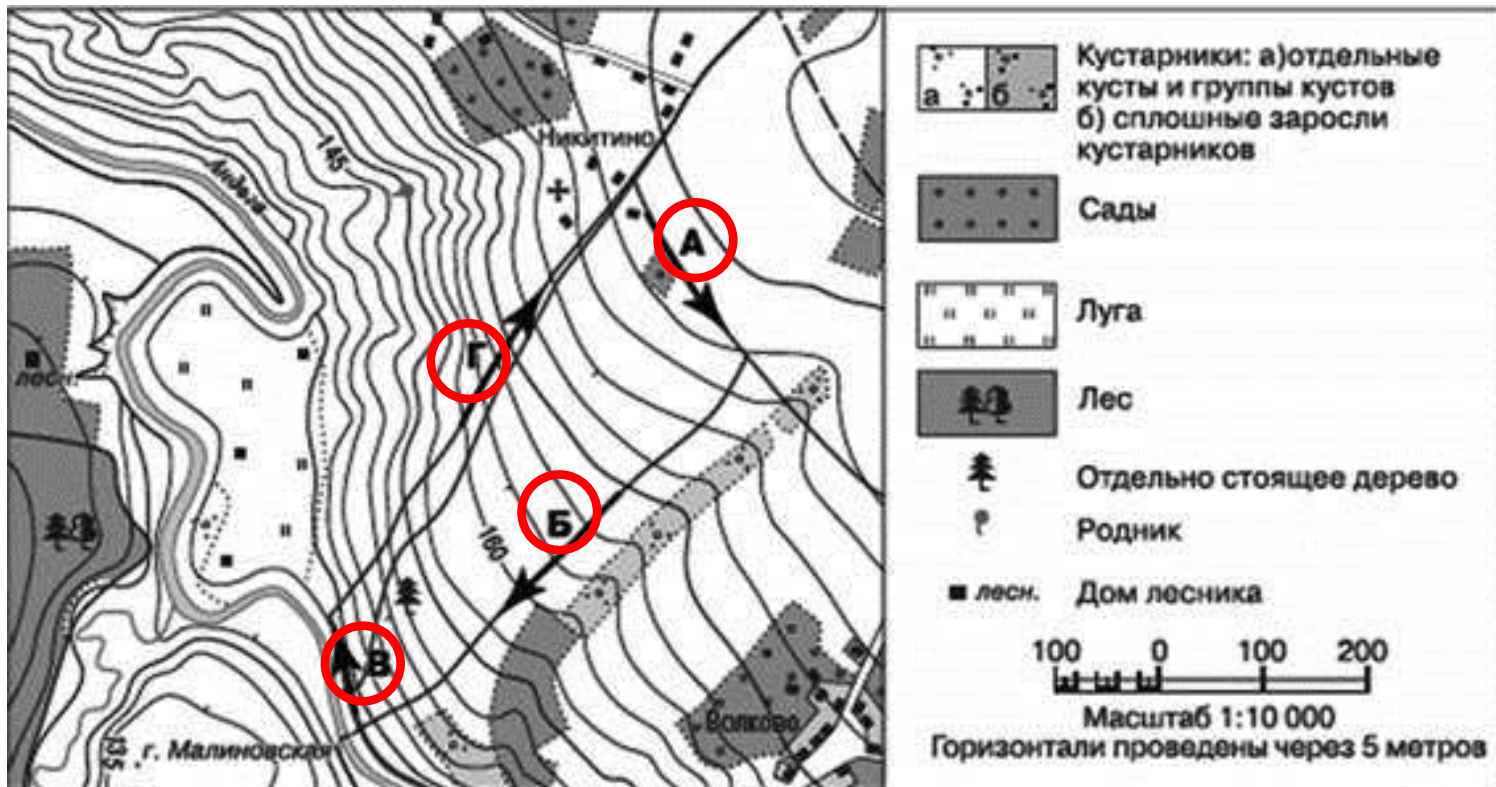 145
Андога
Никитино
А
Г
лесн.
Б
160
В
г. Малиновская
135
Волково
а
б
Кустарники: а)отдельные
кусты и группы кустов
б) сплошные заросли
кустарников
Сады
Луга
Лес
Отдельно стоящее дерево
Родник
лесн.
Дом лесника
100 0 100 200
Масштаб 1:10 000
Горизонтали проведены через 5 метров